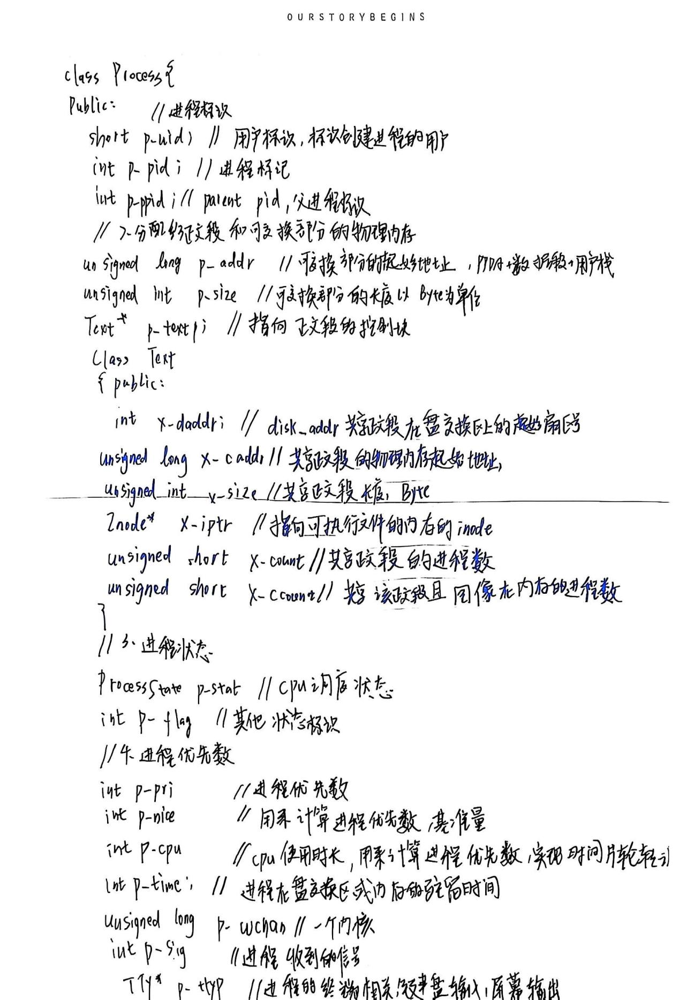 OURSTORYBEGINS
class Process{
Public: //进程标识
short p-uid; // 用户标识,标识创建进程的用户
int p-pid; //进程标记
int p-ppid; // parent pid,父进程标识
// 2.分配给正文段和可交换部分的物理内存
unsigned long p-addr //可交换部分的起始地址,PPDA+数据段+用户栈
unsigned int p-size //可交换部分的长度以Byte为单位
Text* p-textp; //指向正文段的控制块
Class Text
{ public:
int x-daddr; // disk_addr 共享正文段在盘交换区上的起始扇区号
unsigned long x-caddr // 共享正文段的物理内存起始地址,
unsigned int x-size //共享正文段长度,Byte
Inode* x-iptr //指向可执行文件的内存的inode
unsigned short x-count //共享正文段的进程数
unsigned short x-ccount // 共享该正文段且图像在内存的进程数
}
// 3.进程状态
ProcessState p-stat //cpu调度状态
int p-flag //其他状态标识
//4.进程优先数
int p-pri //进程优先数
int p-nice //用来计算进程优先数,基准量
int p-cpu //cpu使用时长,用来计算进程优先数,实现时间片轮转
int p-time; // 进程在盘交换区或内存的驻留时间
unsigned long p-wchan // 一个内核
int p-sig //进程收到的信号
TTy* p-ttyp //进程的终端相关,键盘输入,屏幕输出